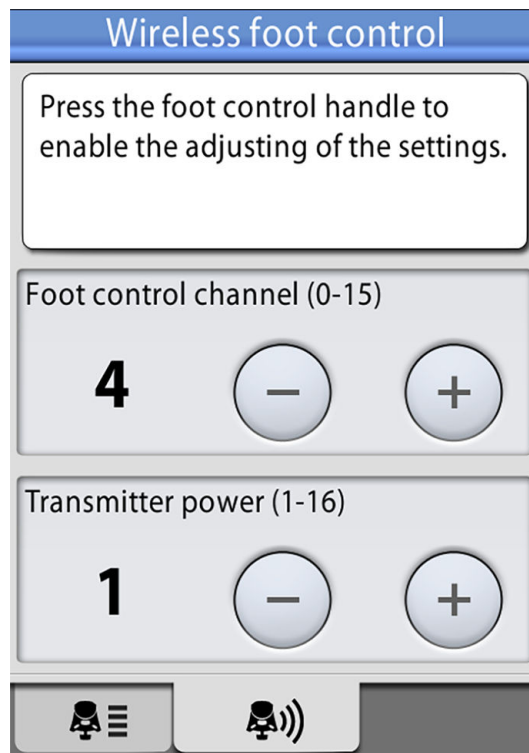 Wireless foot control
Press the foot control handle to
enable the adjusting of the settings.
Foot control channel (0-15)
4 − +
Transmitter power (1-16)
1 − +